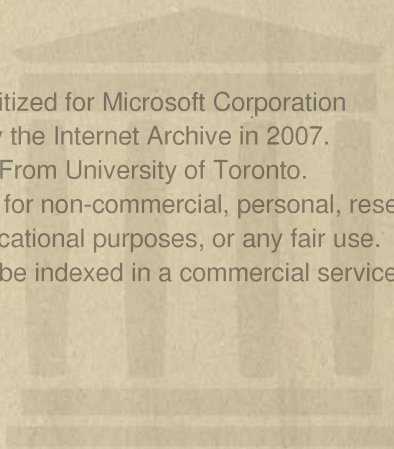 itized for Microsoft Corporation
the Internet Archive in 2007.
From University of Toronto.
for non-commercial, personal, rese
cational purposes, or any fair use.
be indexed in a commercial service